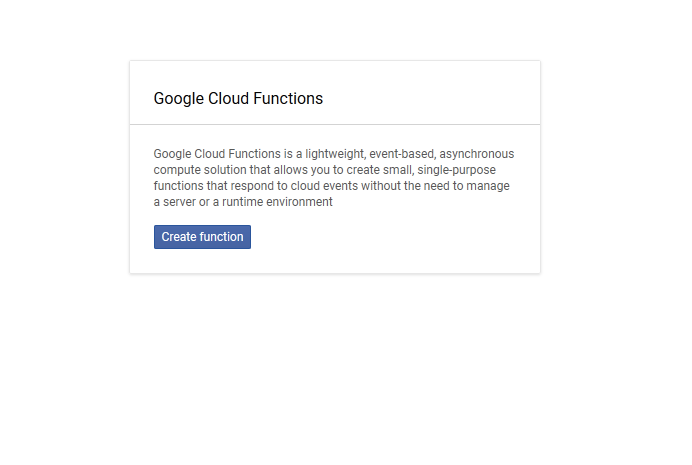 Google Cloud Functions
Google Cloud Functions is a lightweight, event-based, asynchronous
compute solution that allows you to create small, single-purpose
functions that respond to cloud events without the need to manage
a server or a runtime environment
Create function